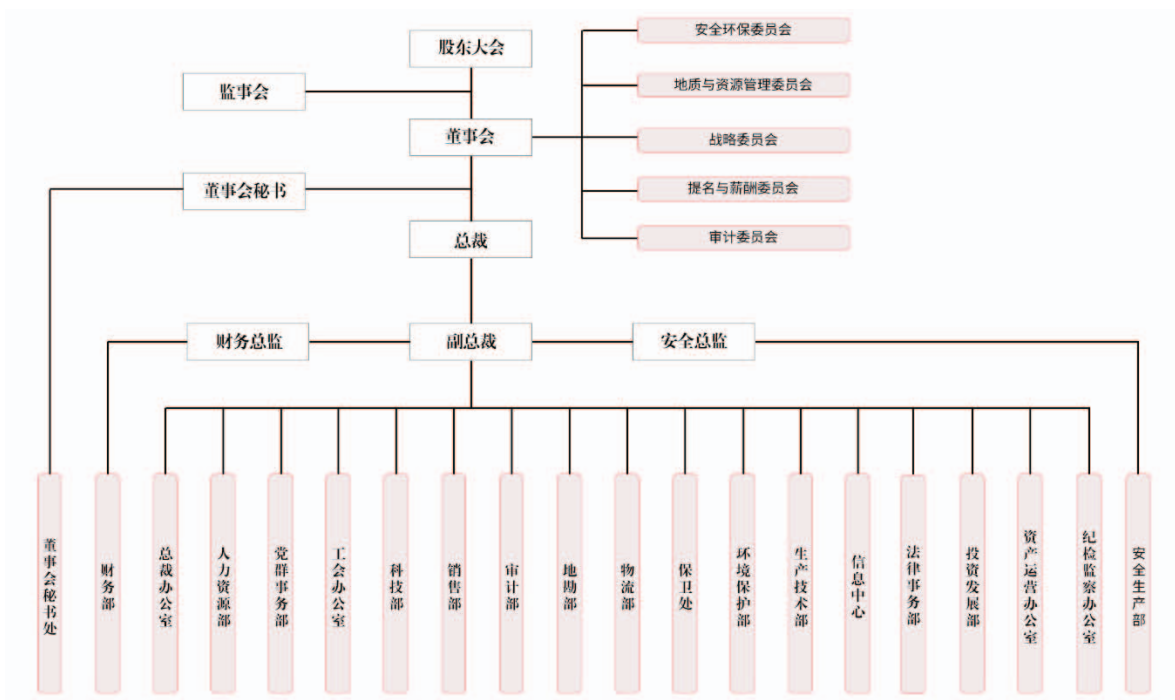 股东大会
监事会
董事会
董事会秘书
总裁
安全环保委员会
地质与资源管理委员会
战略委员会
提名与薪酬委员会
审计委员会
财务总监
副总裁
安全总监
董事会秘书处
财务部
总裁办公室
人力资源部
党群事务部
工会办公室
科技部
销售部
审计部
地勘部
物流部
保卫处
环境保护部
生产技术部
信息中心
法律事务部
投资发展部
资产运营办公室
纪检监察办公室
安全生产部